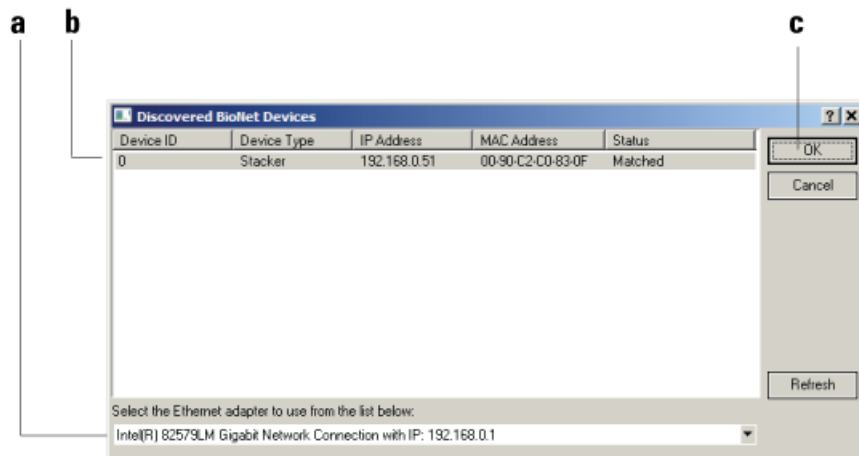 a b c
Discovered BioNet Devices
Device ID Device Type IP Address MAC Address Status
0 Stacker 192.168.0.51 00-90-C2-C0-83-0F Matched
OK
Cancel
Refresh
Select the Ethernet adapter to use from the list below:
Intel(R) 82579LM Gigabit Network Connection with IP: 192.168.0.1